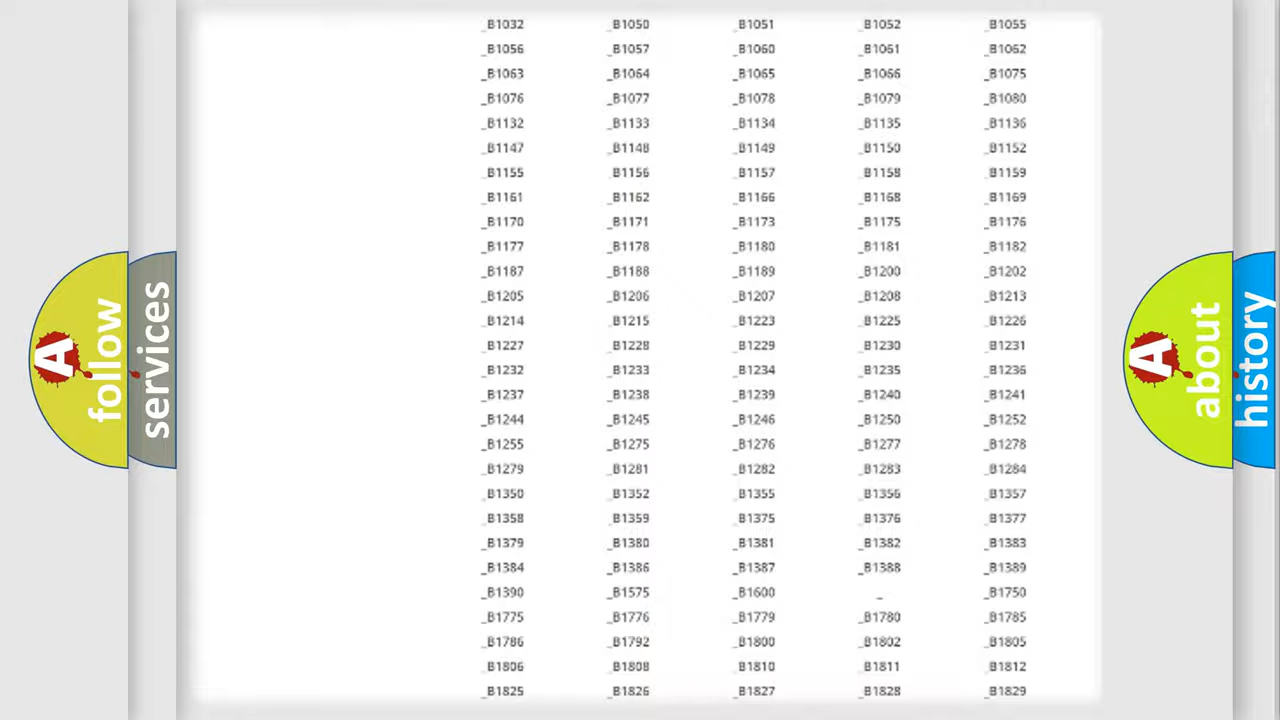 _B1032 _B1050 _B1051 _B1052 _B1055
_B1056 _B1057 _B1060 _B1061 _B1062
_B1063 _B1064 _B1065 _B1066 _B1075
_B1076 _B1077 _B1078 _B1079 _B1080
_B1132 _B1133 _B1134 _B1135 _B1136
_B1147 _B1148 _B1149 _B1150 _B1152
_B1155 _B1156 _B1157 _B1158 _B1159
_B1161 _B1162 _B1166 _B1168 _B1169
_B1170 _B1171 _B1173 _B1175 _B1176
_B1177 _B1178 _B1180 _B1181 _B1182
_B1187 _B1188 _B1189 _B1200 _B1202
_B1205 _B1206 _B1207 _B1208 _B1213
_B1214 _B1215 _B1223 _B1225 _B1226
_B1227 _B1228 _B1229 _B1230 _B1231
_B1232 _B1233 _B1234 _B1235 _B1236
_B1237 _B1238 _B1239 _B1240 _B1241
_B1244 _B1245 _B1246 _B1250 _B1252
_B1255 _B1275 _B1276 _B1277 _B1278
_B1279 _B1281 _B1282 _B1283 _B1284
_B1350 _B1352 _B1355 _B1356 _B1357
_B1358 _B1359 _B1375 _B1376 _B1377
_B1379 _B1380 _B1381 _B1382 _B1383
_B1384 _B1386 _B1387 _B1388 _B1389
_B1390 _B1575 _B1600 _ _B1750
_B1775 _B1776 _B1779 _B1780 _B1785
_B1786 _B1792 _B1800 _B1802 _B1805
_B1806 _B1808 _B1810 _B1811 _B1812
_B1825 _B1826 _B1827 _B1828 _B1829
A follow
services
A about
history